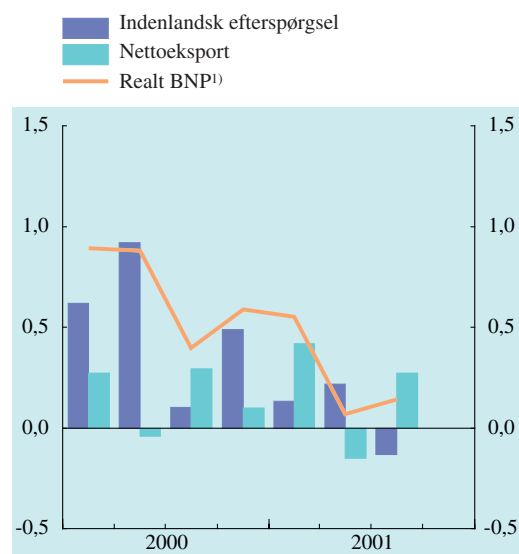 Indenlandsk efterspørgsel
Nettoeksport
Realt BNP1)
1,5 1,5
1,0 1,0
0,5 0,5
0,0 0,0
-0,5 -0,5
2000 2001